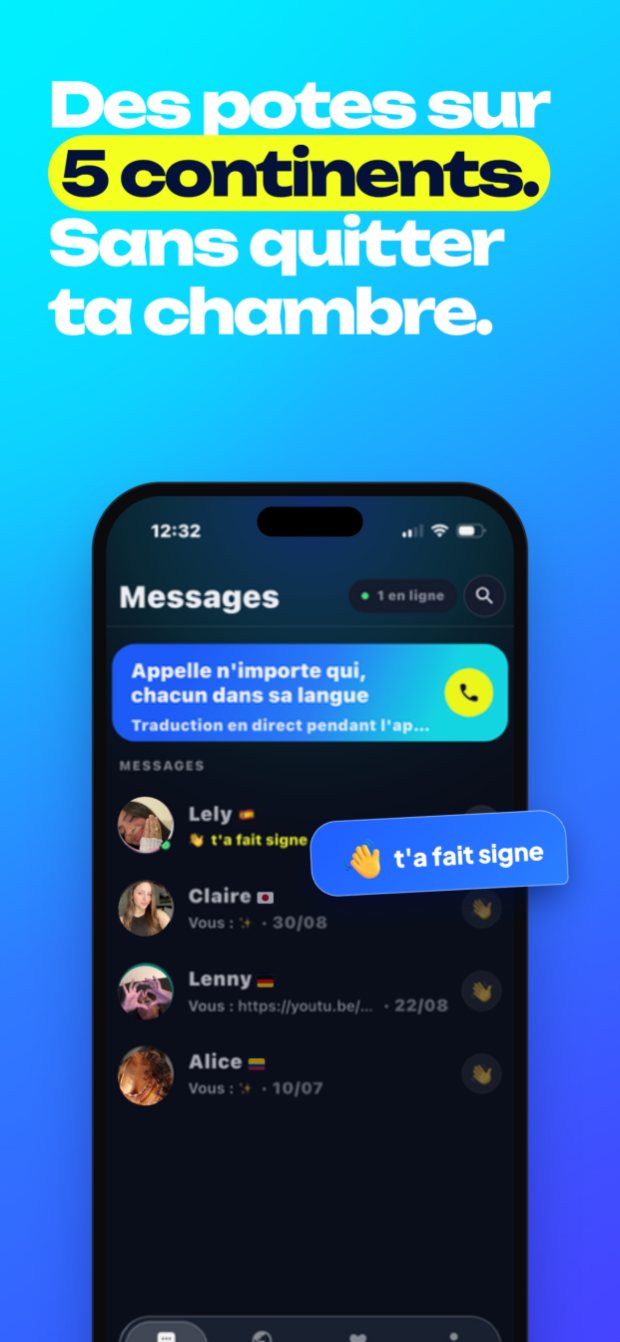 Des potes sur
5 continents.
Sans quitter
ta chambre.
12:32
Messages
1 en ligne
Appelle n'importe qui,
chacun dans sa langue
Traduction en direct pendant l'ap...
MESSAGES
Lely 🇪🇸
👋 t'a fait signe
👋 t'a fait signe
Claire 🇯🇵
Vous : ✨ · 30/08
Lenny 🇩🇪
Vous : https://youtu.be/... · 22/08
Alice 🇨🇴
Vous : ✨ · 10/07